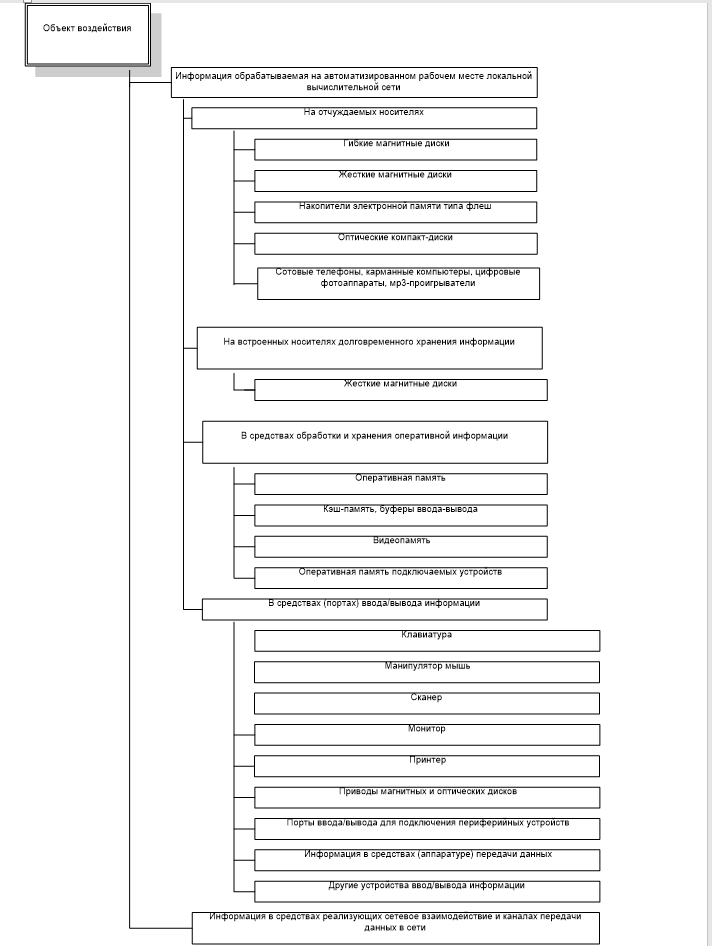 Объект воздействия
Информация обрабатываемая на автоматизированном рабочем месте локальной
вычислительной сети
На отчуждаемых носителях
Гибкие магнитные диски
Жесткие магнитные диски
Накопители электронной памяти типа флеш
Оптические компакт-диски
Сотовые телефоны, карманные компьютеры, цифровые
фотоаппараты, мр3-проигрыватели
На встроенных носителях долговременного хранения информации
Жесткие магнитные диски
В средствах обработки и хранения оперативной информации
Оперативная память
Кэш-память, буферы ввода-вывода
Видеопамять
Оперативная память подключаемых устройств
В средствах (портах) ввода/вывода информации
Клавиатура
Манипулятор мышь
Сканер
Монитор
Принтер
Приводы магнитных и оптических дисков
Порты ввода/вывода для подключения периферийных устройств
Информация в средствах (аппаратуре) передачи данных
Другие устройства ввод/вывода информации
Информация в средствах реализующих сетевое взаимодействие и каналах передачи
данных в сети